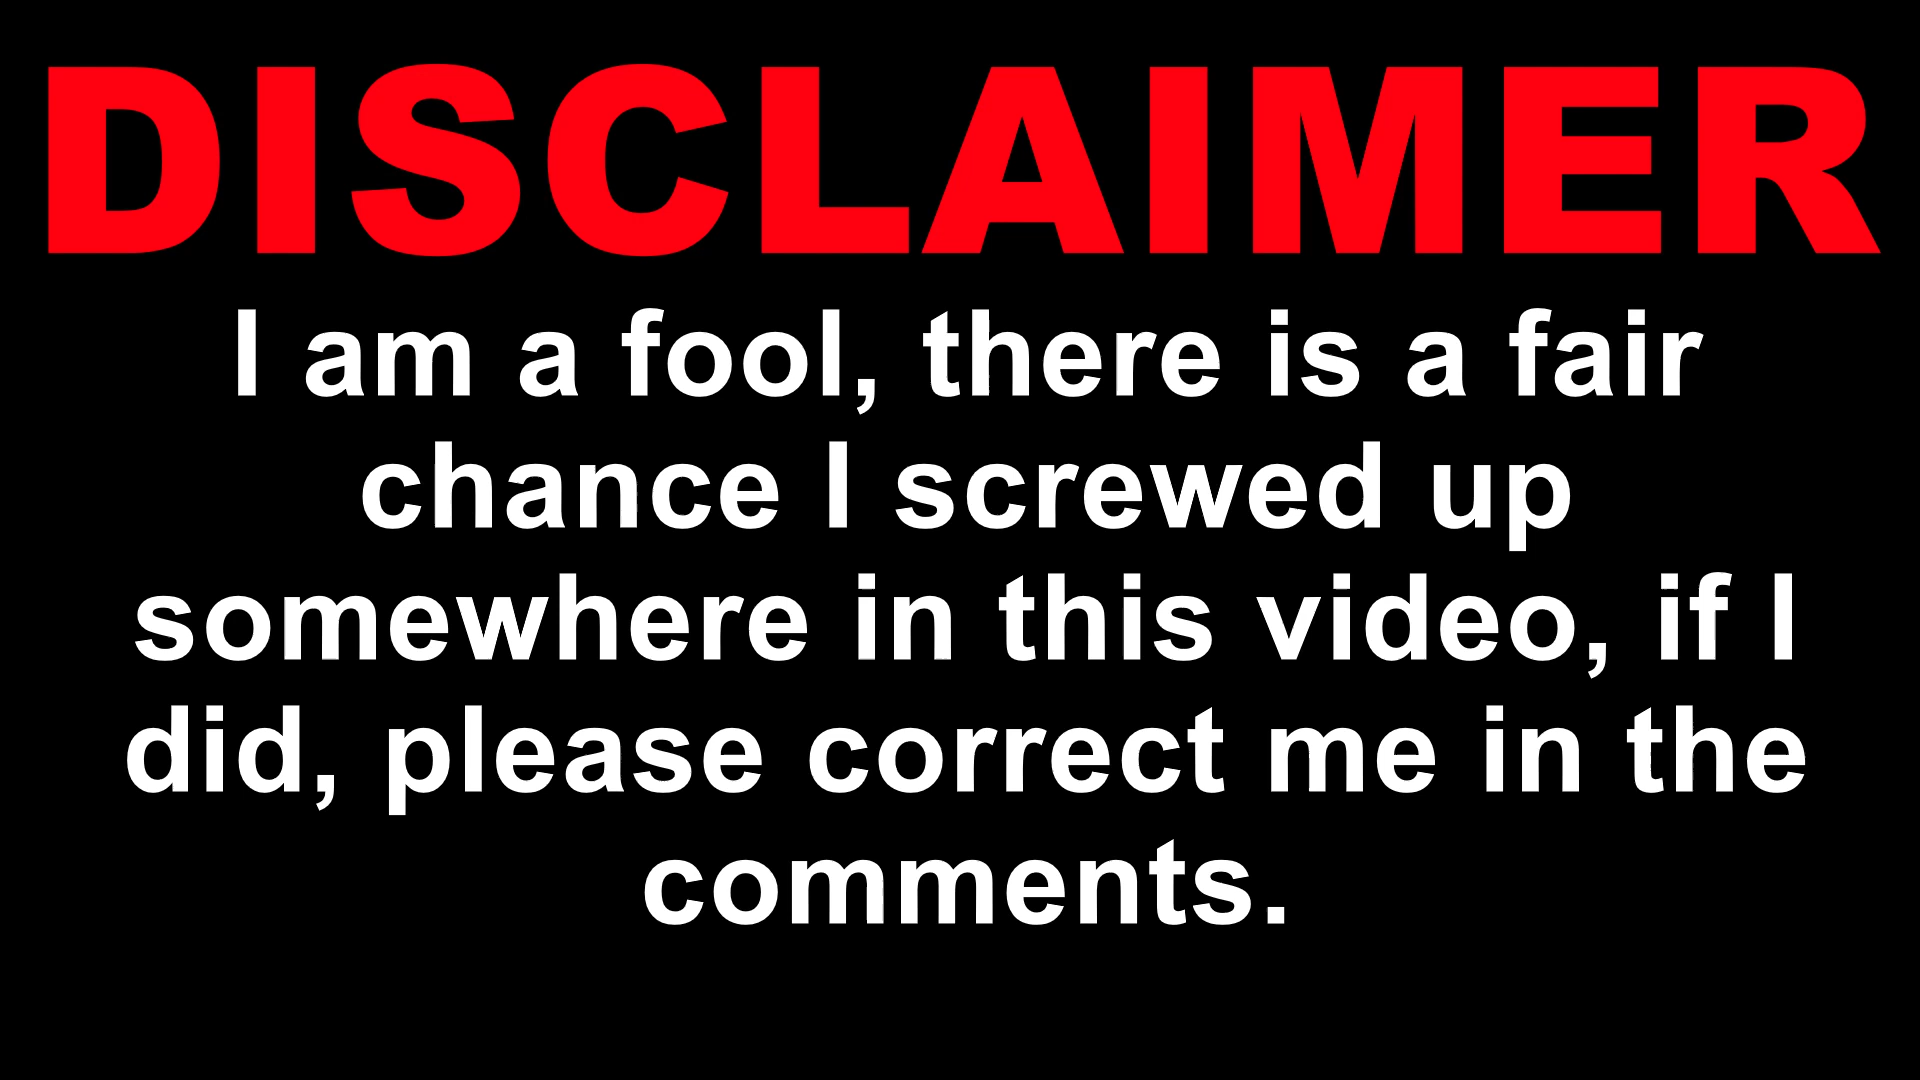 DISCLAIMER
I am a fool, there is a fair
chance I screwed up
somewhere in this video, if I
did, please correct me in the
comments.